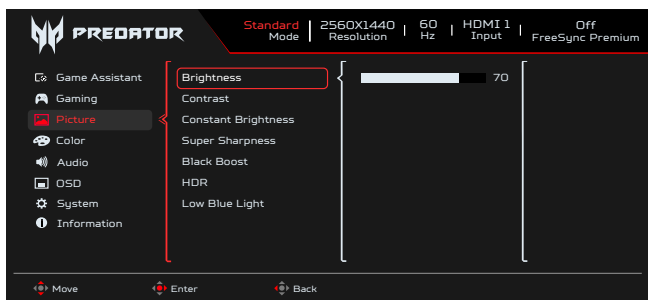 PREDATOR
Standard Mode
2560X1440 Resolution
60 Hz
HDMI 1 Input
Off FreeSync Premium
Game Assistant
Gaming
Picture
Color
Audio
OSD
System
Information
Brightness
Contrast
Constant Brightness
Super Sharpness
Black Boost
HDR
Low Blue Light
70
Move
Enter
Back